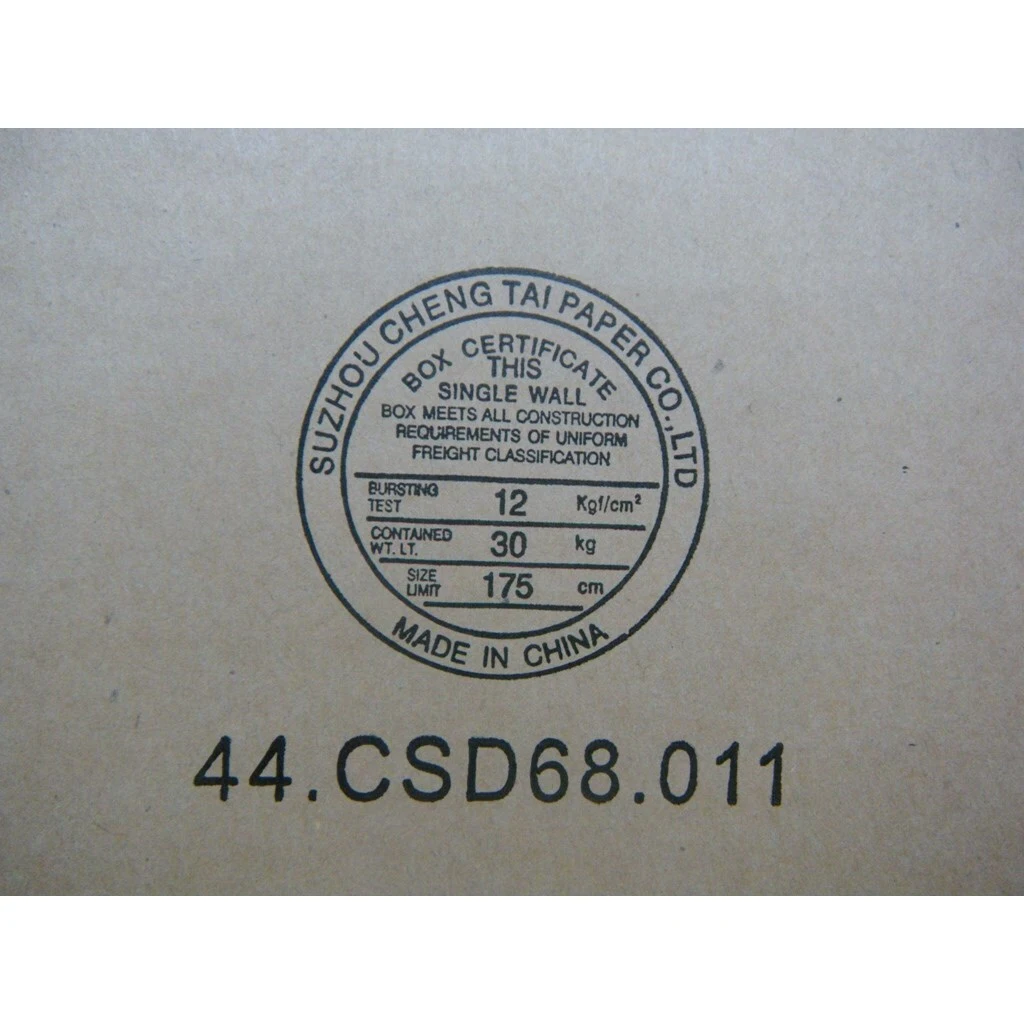 SUZHOU CHENG TAI PAPER CO.,LTD
BOX CERTIFICATE
THIS
SINGLE WALL
BOX MEETS ALL CONSTRUCTION
REQUIREMENTS OF UNIFORM
FREIGHT CLASSIFICATION
BURSTING TEST 12 Kgf/cm²
CONTAINED WT. LT. 30 kg
SIZE LIMIT 175 cm
MADE IN CHINA
44.CSD68.011